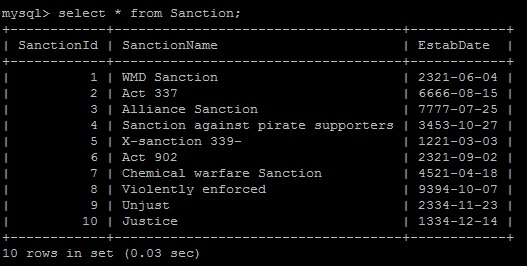 mysql> select * from Sanction;
+------------+-------------------------------------+------------+
| SanctionId | SanctionName                        | EstabDate  |
+------------+-------------------------------------+------------+
|          1 | WMD Sanction                        | 2321-06-04 |
|          2 | Act 337                             | 6666-08-15 |
|          3 | Alliance Sanction                   | 7777-07-25 |
|          4 | Sanction against pirate supporters | 3453-10-27 |
|          5 | X-sanction 339-                     | 1221-03-03 |
|          6 | Act 902                             | 2321-09-02 |
|          7 | Chemical warfare Sanction           | 4521-04-18 |
|          8 | Violently enforced                  | 9394-10-07 |
|          9 | Unjust                              | 2334-11-23 |
|         10 | Justice                             | 1334-12-14 |
+------------+-------------------------------------+------------+
10 rows in set (0.03 sec)